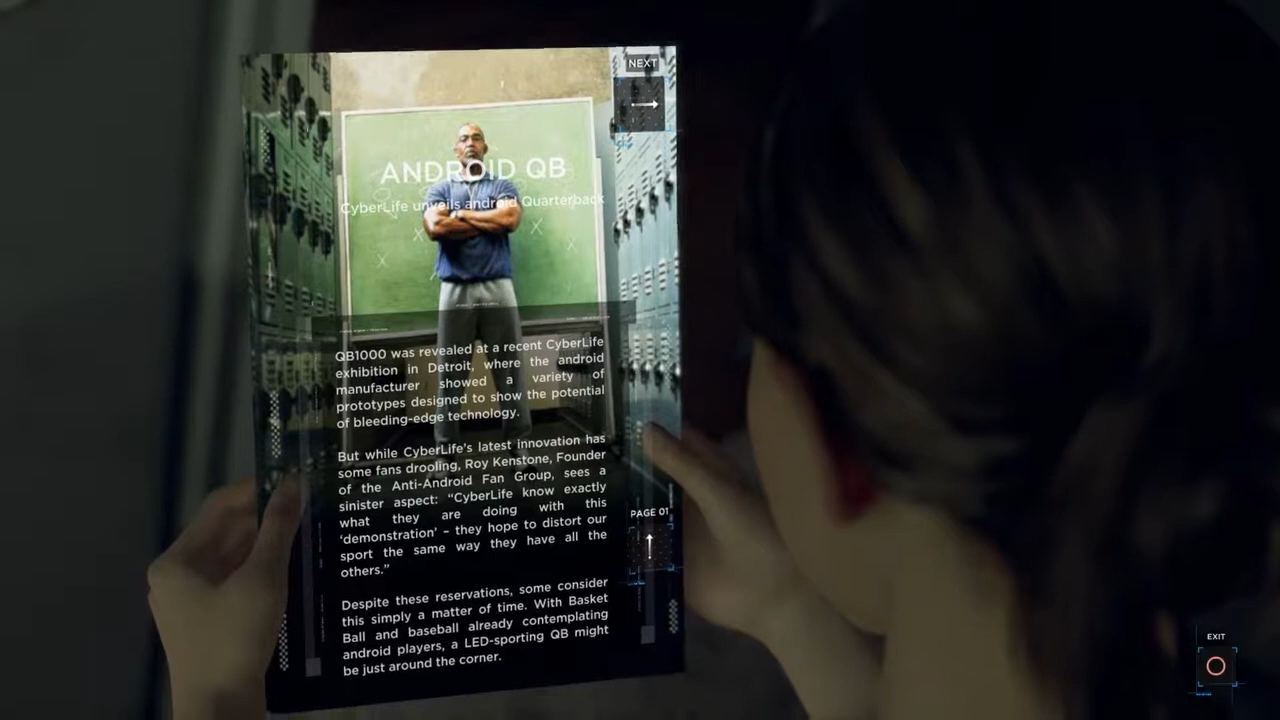 NEXT
ANDROID QB
CyberLife unveils android Quarterback
QB1000 was revealed at a recent CyberLife
exhibition in Detroit, where the android
manufacturer showed a variety of
prototypes designed to show the potential
of bleeding-edge technology.
But while CyberLife's latest innovation has
some fans drooling, Roy Kenstone, Founder
of the Anti-Android Fan Group, sees a
sinister aspect: “CyberLife know exactly
what they are doing with this
‘demonstration’ – they hope to distort our
sport the same way they have all the
others.”
Despite these reservations, some consider
this simply a matter of time. With Basket
Ball and baseball already contemplating
android players, a LED-sporting QB might
be just around the corner.
PAGE 01
EXIT